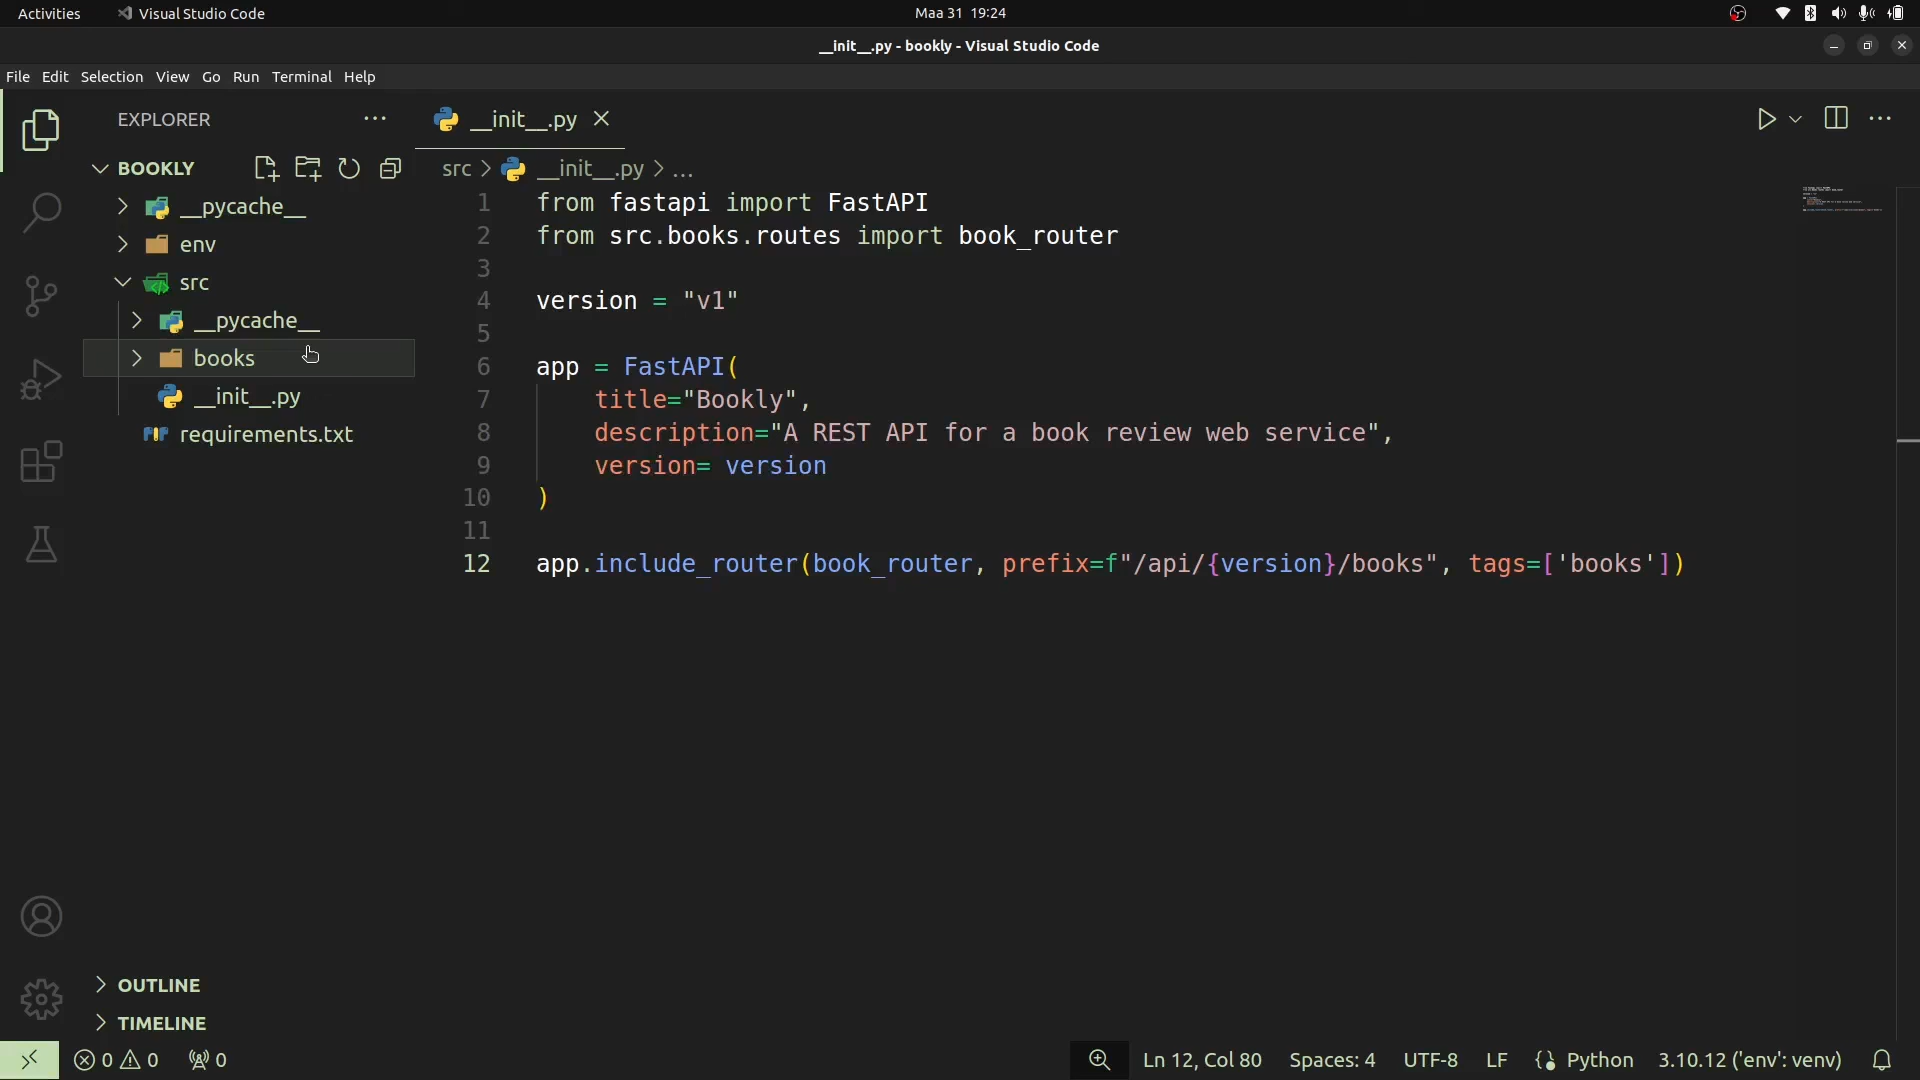 Activities
Visual Studio Code
Maa 31 19:24
__init__.py - bookly - Visual Studio Code
File Edit Selection View Go Run Terminal Help
EXPLORER
__init__.py
BOOKLY
src > __init__.py > ...
__pycache__
env
src
__pycache__
books
__init__.py
requirements.txt
1 from fastapi import FastAPI
2 from src.books.routes import book_router
3
4 version = "v1"
5
6 app = FastAPI(
7 title="Bookly",
8 description="A REST API for a book review web service",
9 version= version
10 )
11
12 app.include_router(book_router, prefix=f"/api/{version}/books", tags=['books'])
OUTLINE
TIMELINE
0 0 0
Ln 12, Col 80 Spaces: 4 UTF-8 LF Python 3.10.12 ('env': venv)